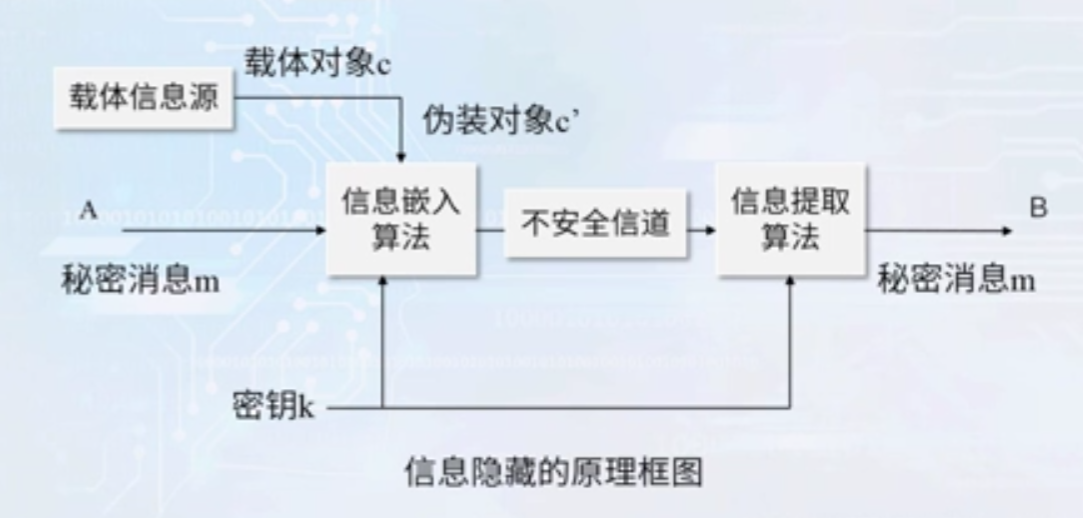 载体对象c
载体信息源
伪装对象c’
A
信息嵌入
算法
不安全信道
信息提取
算法
B
秘密消息m
秘密消息m
密钥k
信息隐藏的原理框图